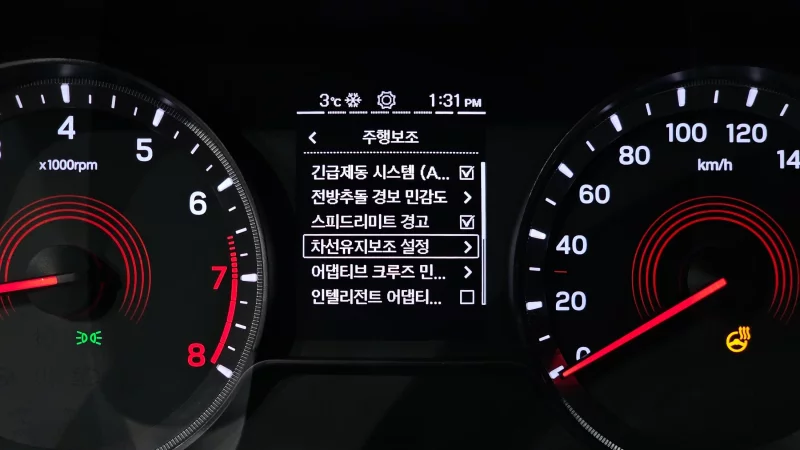 3℃ 1:31 PM
주행보조
긴급제동 시스템 (A...
전방추돌 경보 민감도
스피드리미트 경고
차선유지보조 설정
어댑티브 크루즈 민...
인텔리전트 어댑티...
4
5
6
7
8
x1000rpm
0
20
40
60
80
100
120
14
km/h